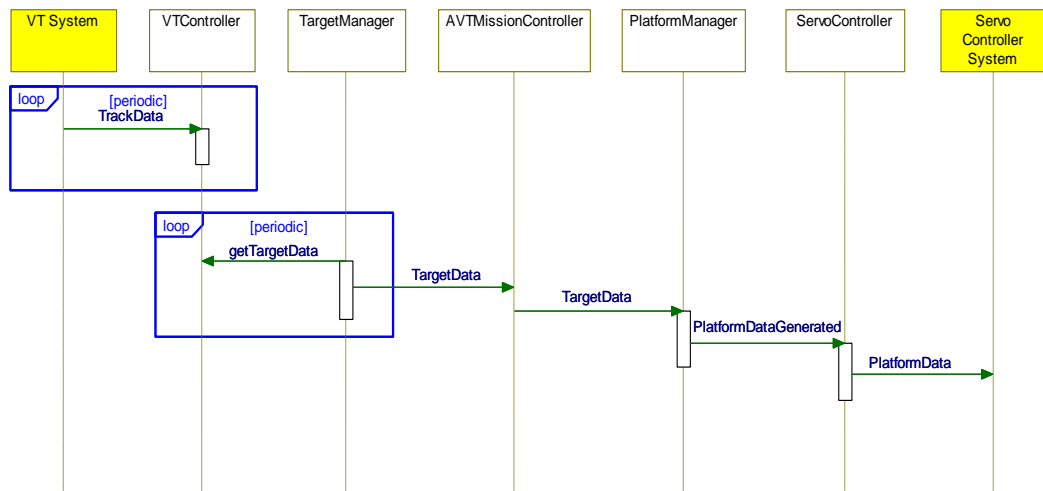 VT System
VTController
TargetManager
AVTMissionController
PlatformManager
ServoController
Servo
Controller
System
loop
[periodic]
TrackData
loop
[periodic]
getTargetData
TargetData
TargetData
PlatformDataGenerated
PlatformData